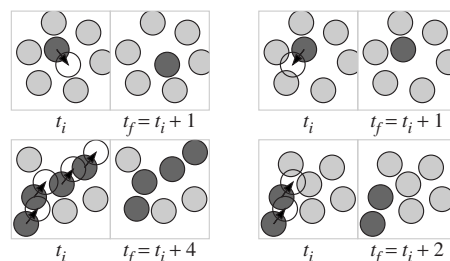 t_i t_f = t_i + 1 t_i t_f = t_i + 1
t_i t_f = t_i + 4 t_i t_f = t_i + 2